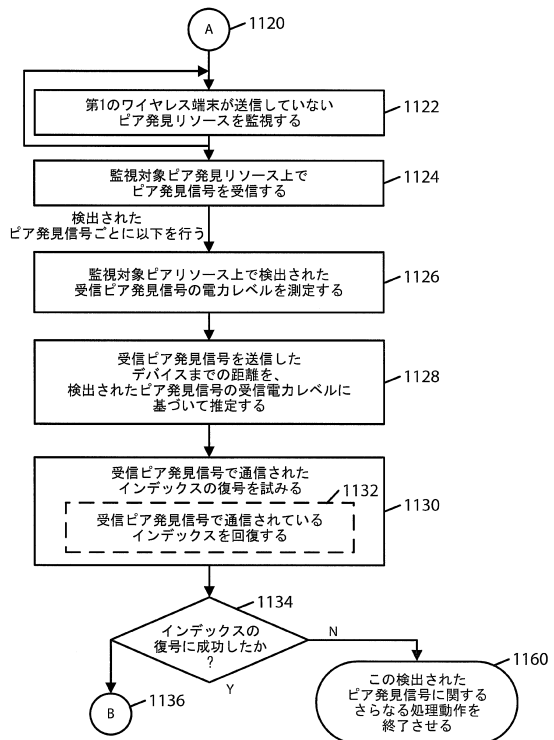 A
1120
第1のワイヤレス端末が送信していない
ピア発見リソースを監視する
1122
監視対象ピア発見リソース上で
ピア発見信号を受信する
1124
検出された
ピア発見信号ごとに以下を行う
監視対象ピアリソース上で検出された
受信ピア発見信号の電力レベルを測定する
1126
受信ピア発見信号を送信した
デバイスまでの距離を、
検出されたピア発見信号の受信電力レベルに
基づいて推定する
1128
受信ピア発見信号で通信された
インデックスの復号を試みる
1132
受信ピア発見信号で通信されている
インデックスを回復する
1130
1134
インデックスの
復号に成功したか
?
N
Y
B
1136
1160
この検出された
ピア発見信号に関する
さらなる処理動作を
終了させる